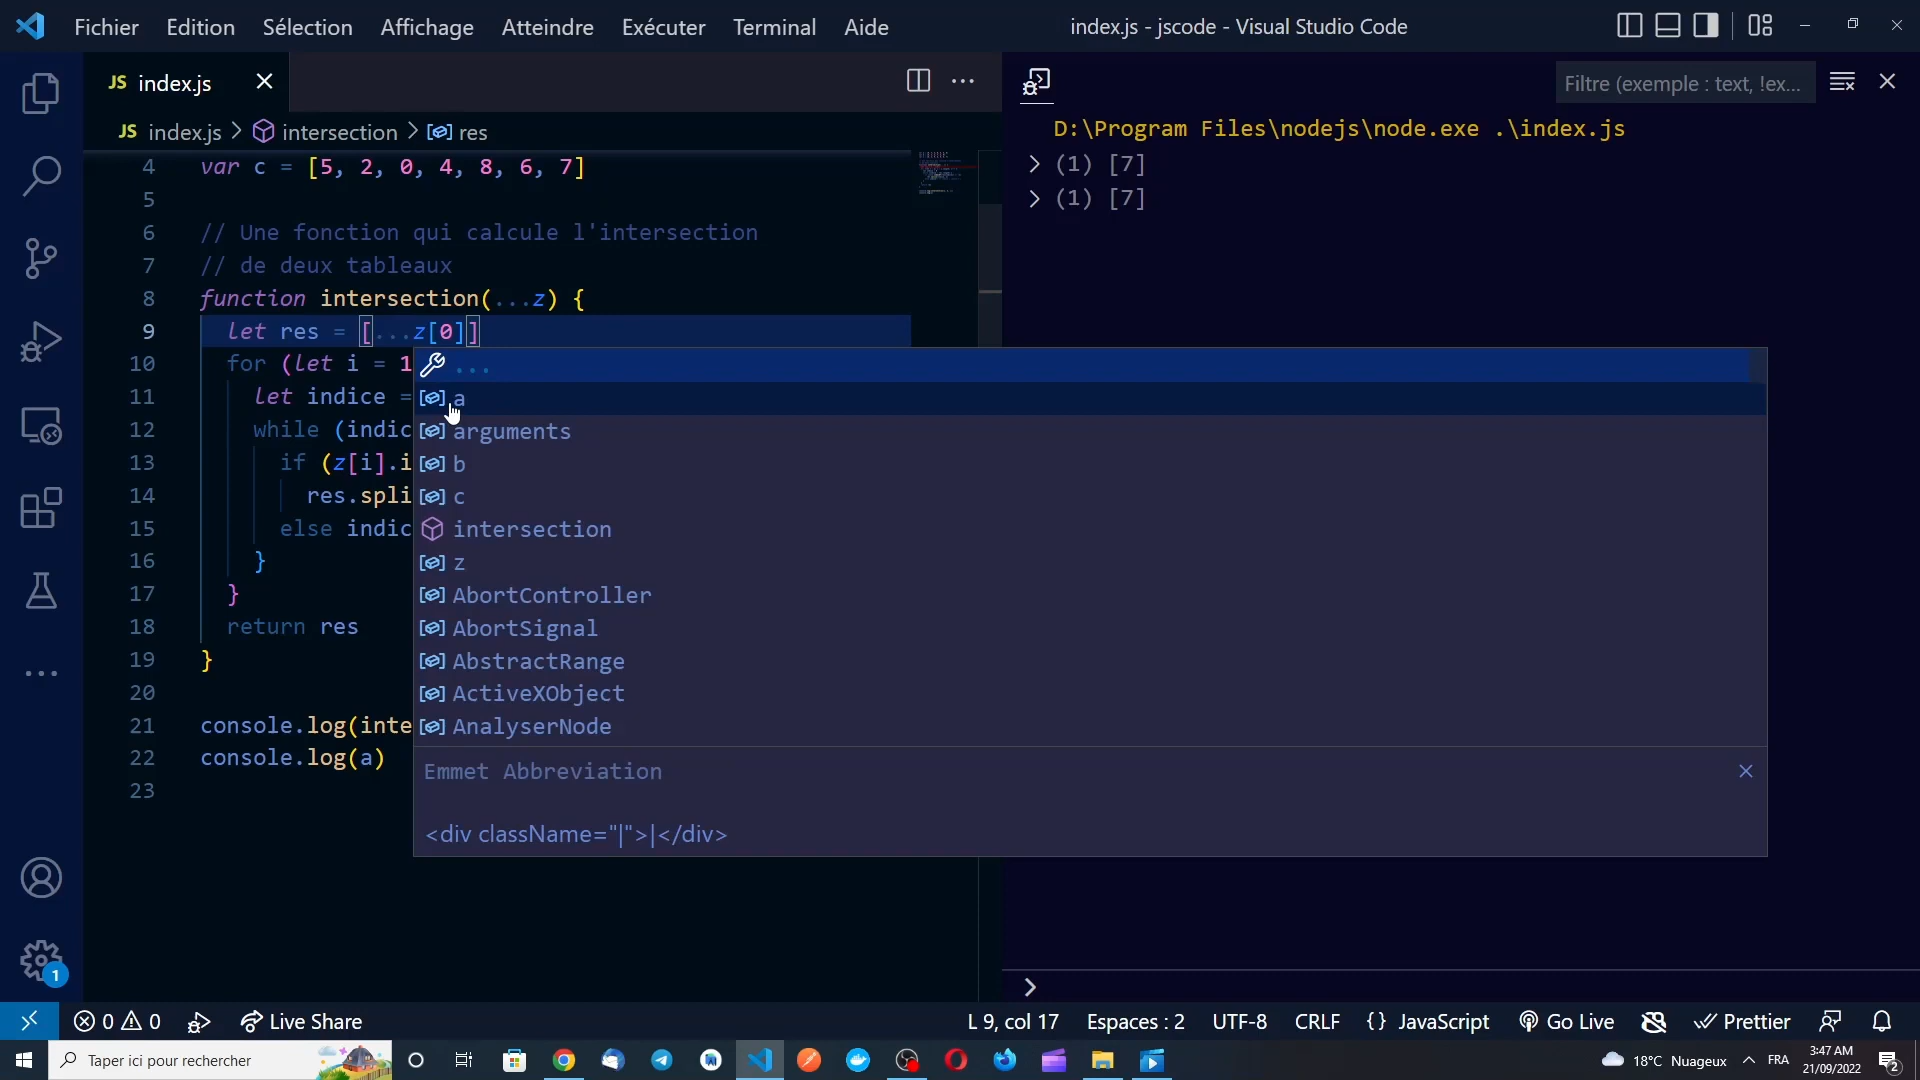 Fichier Edition Sélection Affichage Atteindre Exécuter Terminal Aide
index.js - jscode - Visual Studio Code
JS index.js
JS index.js > intersection > res
4 var c = [5, 2, 0, 4, 8, 6, 7]
5
6 // Une fonction qui calcule l'intersection
7 // de deux tableaux
8 function intersection(...z) {
9 let res = [...z[0]]
10 for (let i = 1
11 let indice =
12 while (indic
13 if (z[i].i
14 res.spli
15 else indic
16 }
17 }
18 return res
19 }
20
21 console.log(inte
22 console.log(a)
23
...
a
arguments
b
c
intersection
z
AbortController
AbortSignal
AbstractRange
ActiveXObject
AnalyserNode
Emmet Abbreviation
<div className="|">|</div>
Filtre (exemple : text, !ex...
D:\Program Files\nodejs\node.exe .\index.js
> (1) [7]
> (1) [7]
>
1
0 0 Live Share
L 9, col 17 Espaces : 2 UTF-8 CRLF {} JavaScript Go Live Prettier
Taper ici pour rechercher
18°C Nuageux FRA
3:47 AM
21/09/2022
2